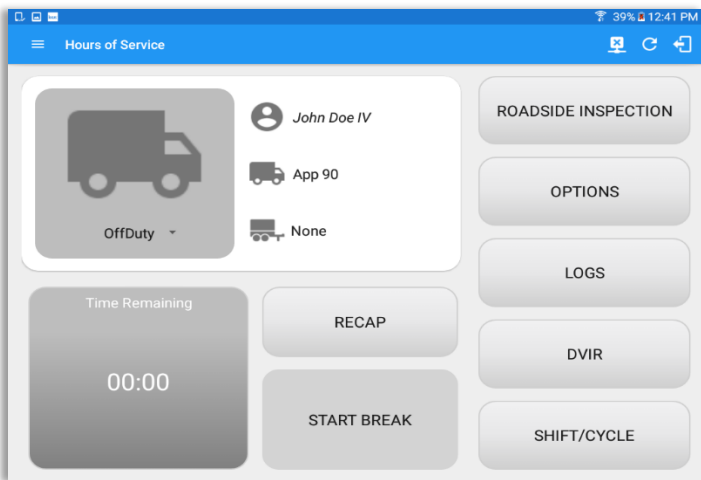 39% 12:41 PM
Hours of Service
John Doe IV
App 90
None
OffDuty
Time Remaining
00:00
RECAP
START BREAK
ROADSIDE INSPECTION
OPTIONS
LOGS
DVIR
SHIFT/CYCLE